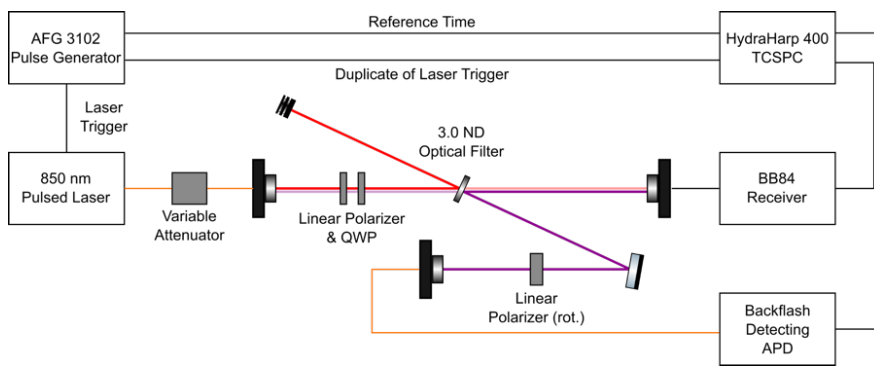 AFG 3102
Pulse Generator
Reference Time
HydraHarp 400
TCSPC
Duplicate of Laser Trigger
Laser
Trigger
3.0 ND
Optical Filter
850 nm
Pulsed Laser
Variable
Attenuator
Linear Polarizer
& QWP
BB84
Receiver
Linear
Polarizer (rot.)
Backflash
Detecting
APD